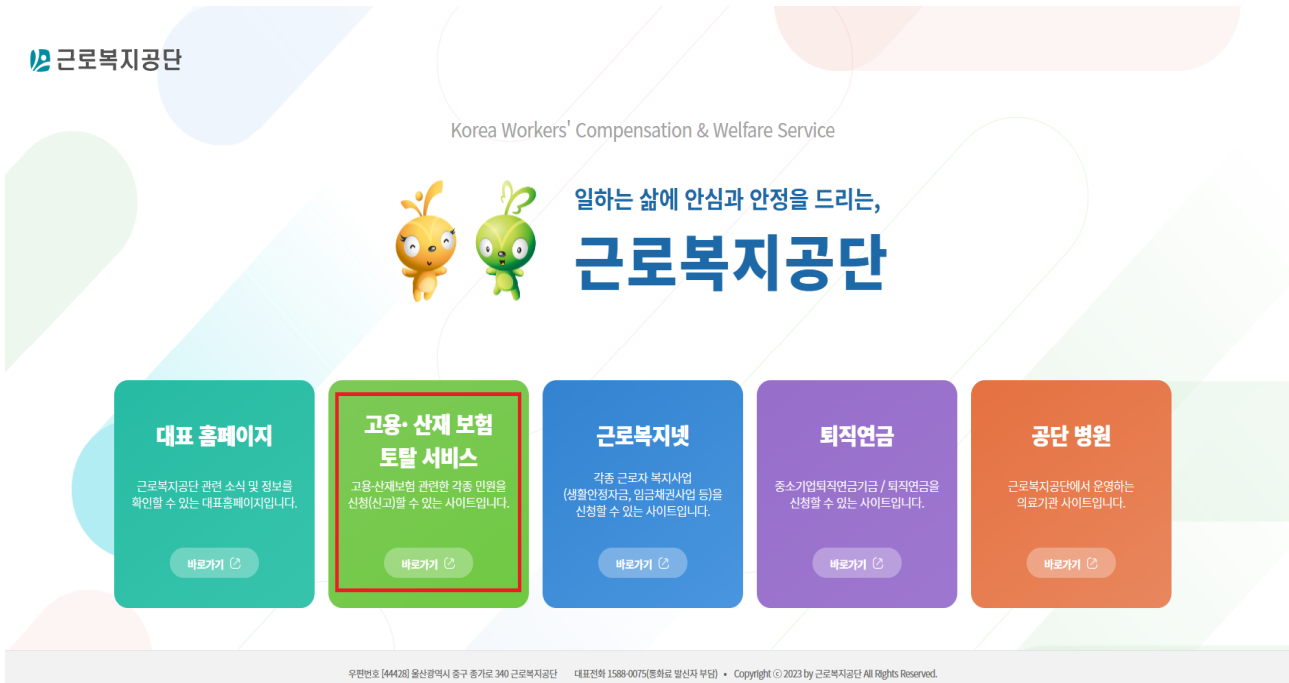 근로복지공단
Korea Workers' Compensation & Welfare Service
일하는 삶에 안심과 안정을 드리는,
근로복지공단
대표 홈페이지
근로복지공단 관련 소식 및 정보를
확인할 수 있는 대표홈페이지입니다.
바로가기
고용· 산재 보험
토탈 서비스
고용·산재보험 관련한 각종 민원을
신청(신고)할 수 있는 사이트입니다.
바로가기
근로복지넷
각종 근로자 복지사업
(생활안정자금, 임금채권사업 등)을
신청할 수 있는 사이트입니다.
바로가기
퇴직연금
중소기업퇴직연금기금 / 퇴직연금을
신청할 수 있는 사이트입니다.
바로가기
공단 병원
근로복지공단에서 운영하는
의료기관 사이트입니다.
바로가기
우편번호 [44428] 울산광역시 중구 종가로 340 근로복지공단 대표전화 1588-0075(통화료 발신자 부담) • Copyright ⓒ 2023 by 근로복지공단 All Rights Reserved.